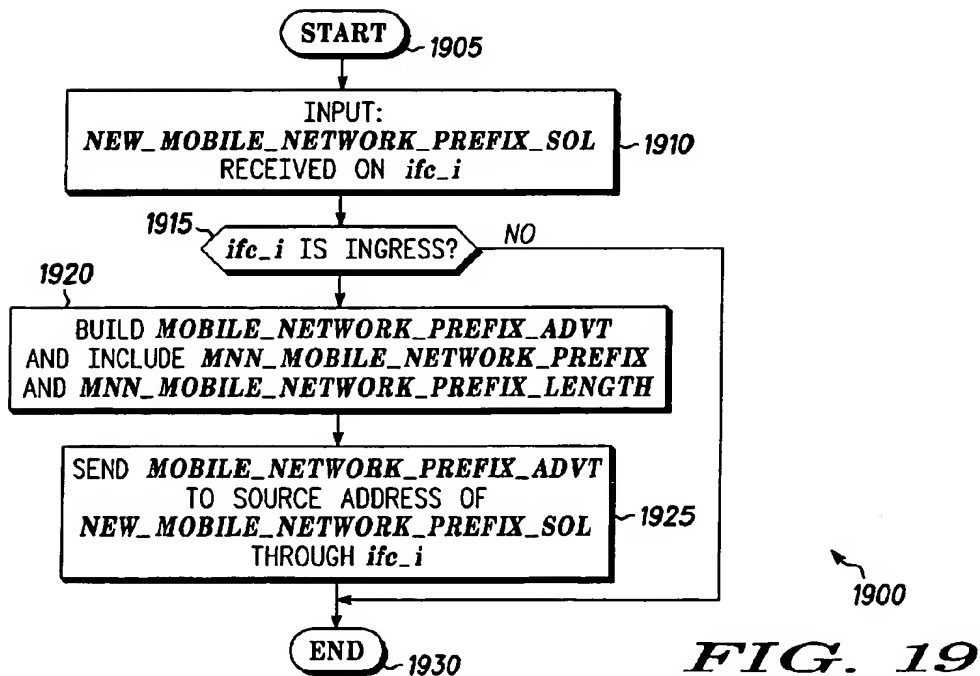 START
1905
INPUT:
NEW_MOBILE_NETWORK_PREFIX_SOL
RECEIVED ON ifc_i
1910
1915
ifc_i IS INGRESS?
NO
1920
BUILD MOBILE_NETWORK_PREFIX_ADVT
AND INCLUDE MNN_MOBILE_NETWORK_PREFIX
AND MNN_MOBILE_NETWORK_PREFIX_LENGTH
SEND MOBILE_NETWORK_PREFIX_ADVT
TO SOURCE ADDRESS OF
NEW_MOBILE_NETWORK_PREFIX_SOL
THROUGH ifc_i
1925
1900
END
1930
FIG. 19